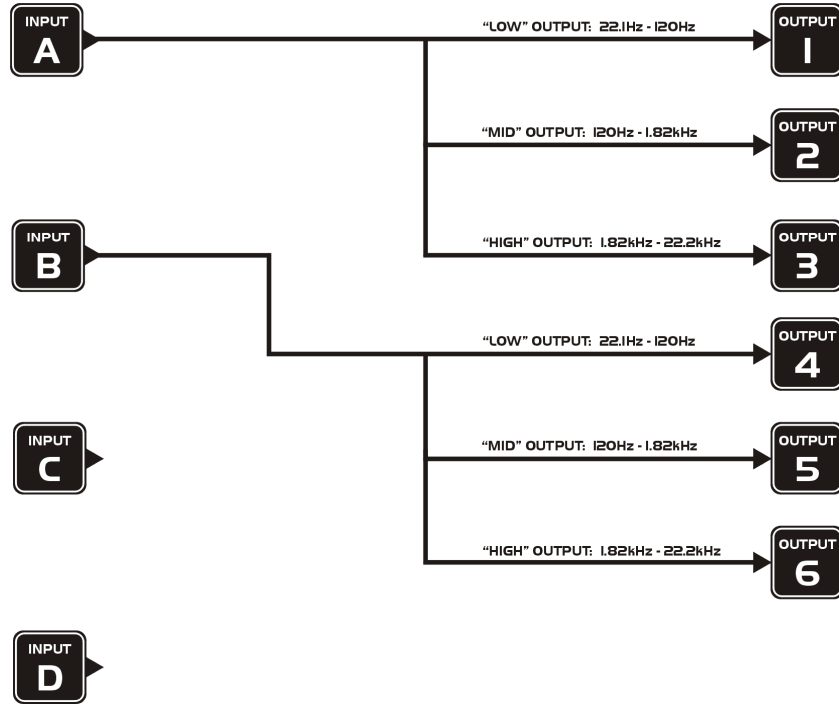 INPUT
A
"LOW" OUTPUT: 22.1Hz - 120Hz
OUTPUT
1
"MID" OUTPUT: 120Hz - 1.82kHz
OUTPUT
2
INPUT
B
"HIGH" OUTPUT: 1.82kHz - 22.2kHz
OUTPUT
3
"LOW" OUTPUT: 22.1Hz - 120Hz
OUTPUT
4
INPUT
C
"MID" OUTPUT: 120Hz - 1.82kHz
OUTPUT
5
"HIGH" OUTPUT: 1.82kHz - 22.2kHz
OUTPUT
6
INPUT
D